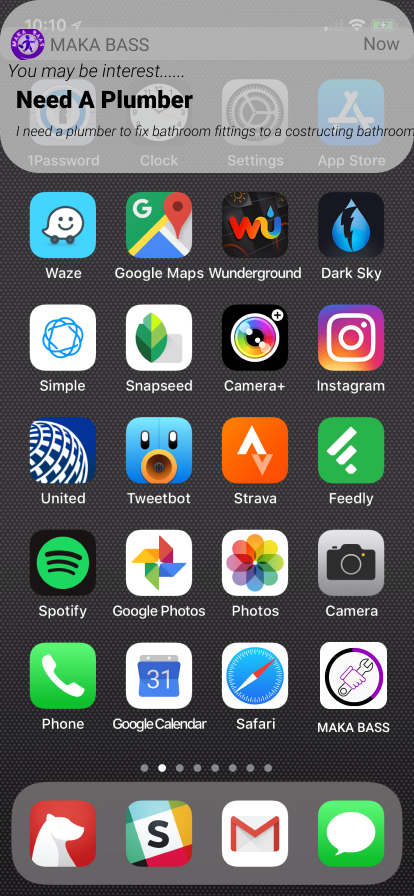 10:10
MAKA BASS
Now
You may be interest......
Need A Plumber
I need a plumber to fix bathroom fittings to a costructing bathroom
1Password Clock Settings App Store
Waze Google Maps Wunderground Dark Sky
Simple Snapseed Camera+ Instagram
United Tweetbot Strava Feedly
Spotify Google Photos Photos Camera
31
Phone Google Calendar Safari MAKA BASS
S